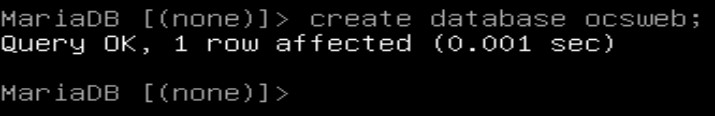 MariaDB [(none)]> create database ocsweb;
Query OK, 1 row affected (0.001 sec)
MariaDB [(none)]>